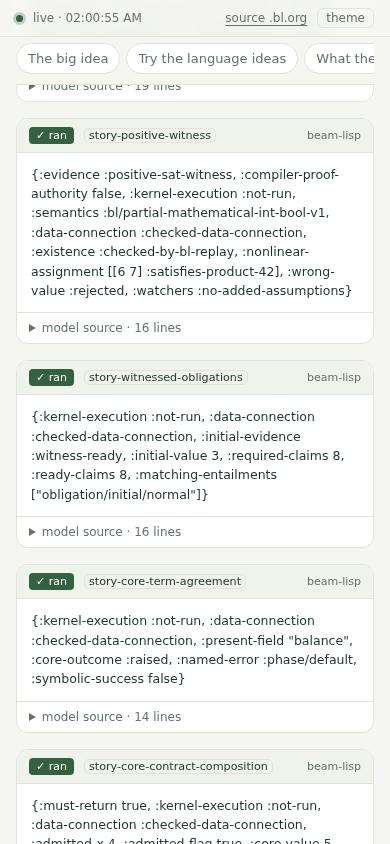 live · 02:00:55 AM
source .bl.org
theme
The big idea
Try the language ideas
What the
model source · 19 lines
✓ ran
story-positive-witness
beam-lisp
{:evidence :positive-sat-witness, :compiler-proof-
authority false, :kernel-execution :not-run,
:semantics :bl/partial-mathematical-int-bool-v1,
:data-connection :checked-data-connection,
:existence :checked-by-bl-replay, :nonlinear-
assignment [[6 7] :satisfies-product-42], :wrong-
value :rejected, :watchers :no-added-assumptions}
model source · 16 lines
✓ ran
story-witnessed-obligations
beam-lisp
{:kernel-execution :not-run, :data-connection
:checked-data-connection, :initial-evidence
:witness-ready, :initial-value 3, :required-claims 8,
:ready-claims 8, :matching-entailments
["obligation/initial/normal"]}
model source · 16 lines
✓ ran
story-core-term-agreement
beam-lisp
{:kernel-execution :not-run, :data-connection
:checked-data-connection, :present-field "balance",
:core-outcome :raised, :named-error :phase/default,
:symbolic-success false}
model source · 14 lines
✓ ran
story-core-contract-composition
beam-lisp
{:must-return true, :kernel-execution :not-run,
:data-connection :checked-data-connection,
:admitted-x 4, :admitted-flag true, :core-value 5,